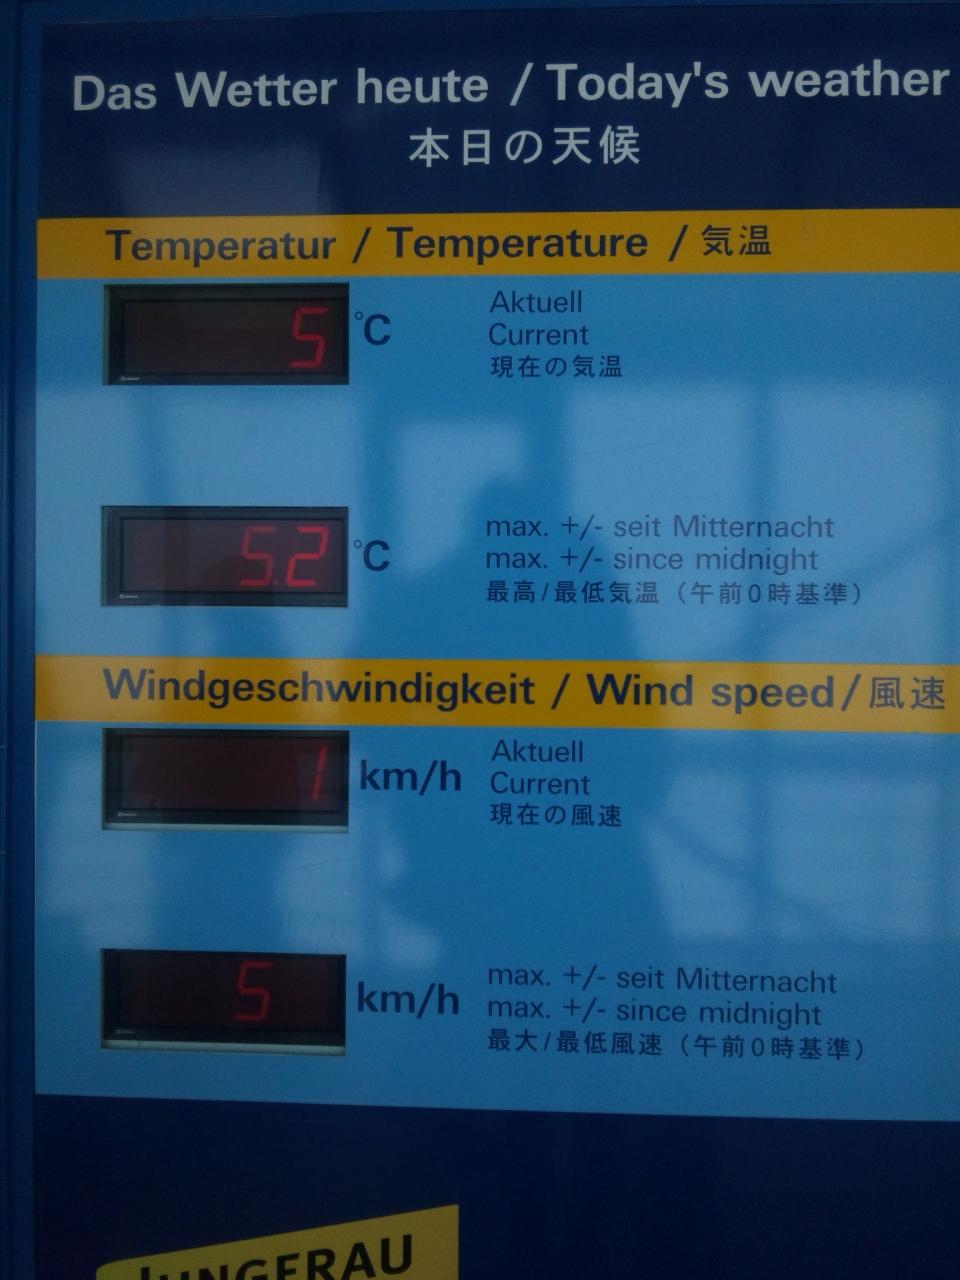 Das Wetter heute / Today's weather
本日の天候
Temperatur / Temperature / 気温
5 °C
Aktuell
Current
現在の気温
5.2 °C
max. +/- seit Mitternacht
max. +/- since midnight
最高/最低気温（午前0時基準）
Windgeschwindigkeit / Wind speed/風速
1 km/h
Aktuell
Current
現在の風速
5 km/h
max. +/- seit Mitternacht
max. +/- since midnight
最大/最低風速（午前0時基準）
JUNGFRAU